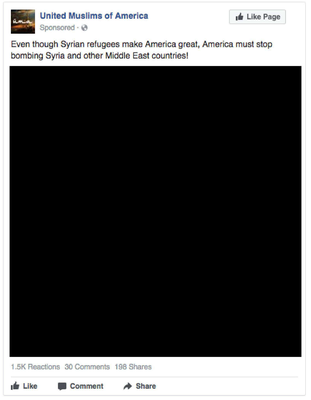 United Muslims of America
Like Page
Sponsored ·
Even though Syrian refugees make America great, America must stop
bombing Syria and other Middle East countries!
1.5K Reactions 30 Comments 198 Shares
Like Comment Share